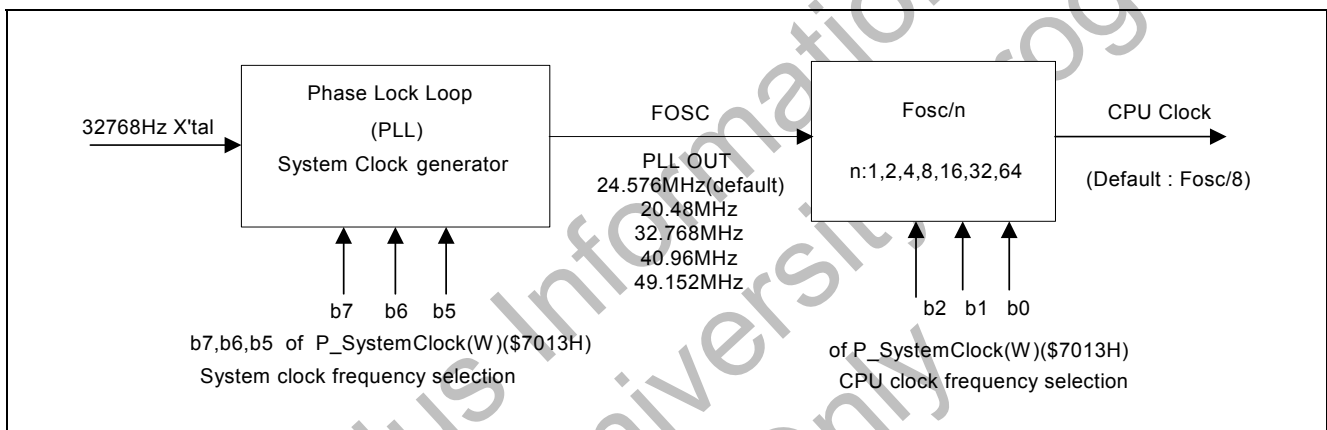 Phase Lock Loop
(PLL)
System Clock generator
32768Hz X'tal
FOSC
PLL OUT
24.576MHz(default)
20.48MHz
32.768MHz
40.96MHz
49.152MHz
Fosc/n
n:1,2,4,8,16,32,64
CPU Clock
(Default : Fosc/8)
b7 b6 b5
b7,b6,b5 of P_SystemClock(W)($7013H)
System clock frequency selection
b2 b1 b0
of P_SystemClock(W)($7013H)
CPU clock frequency selection